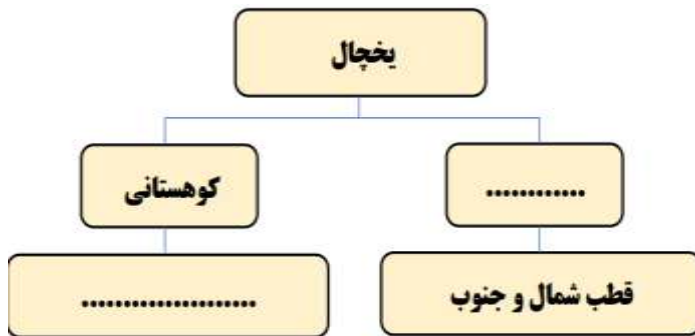 یخچال
............
کوهستانی
قطب شمال و جنوب
.....................